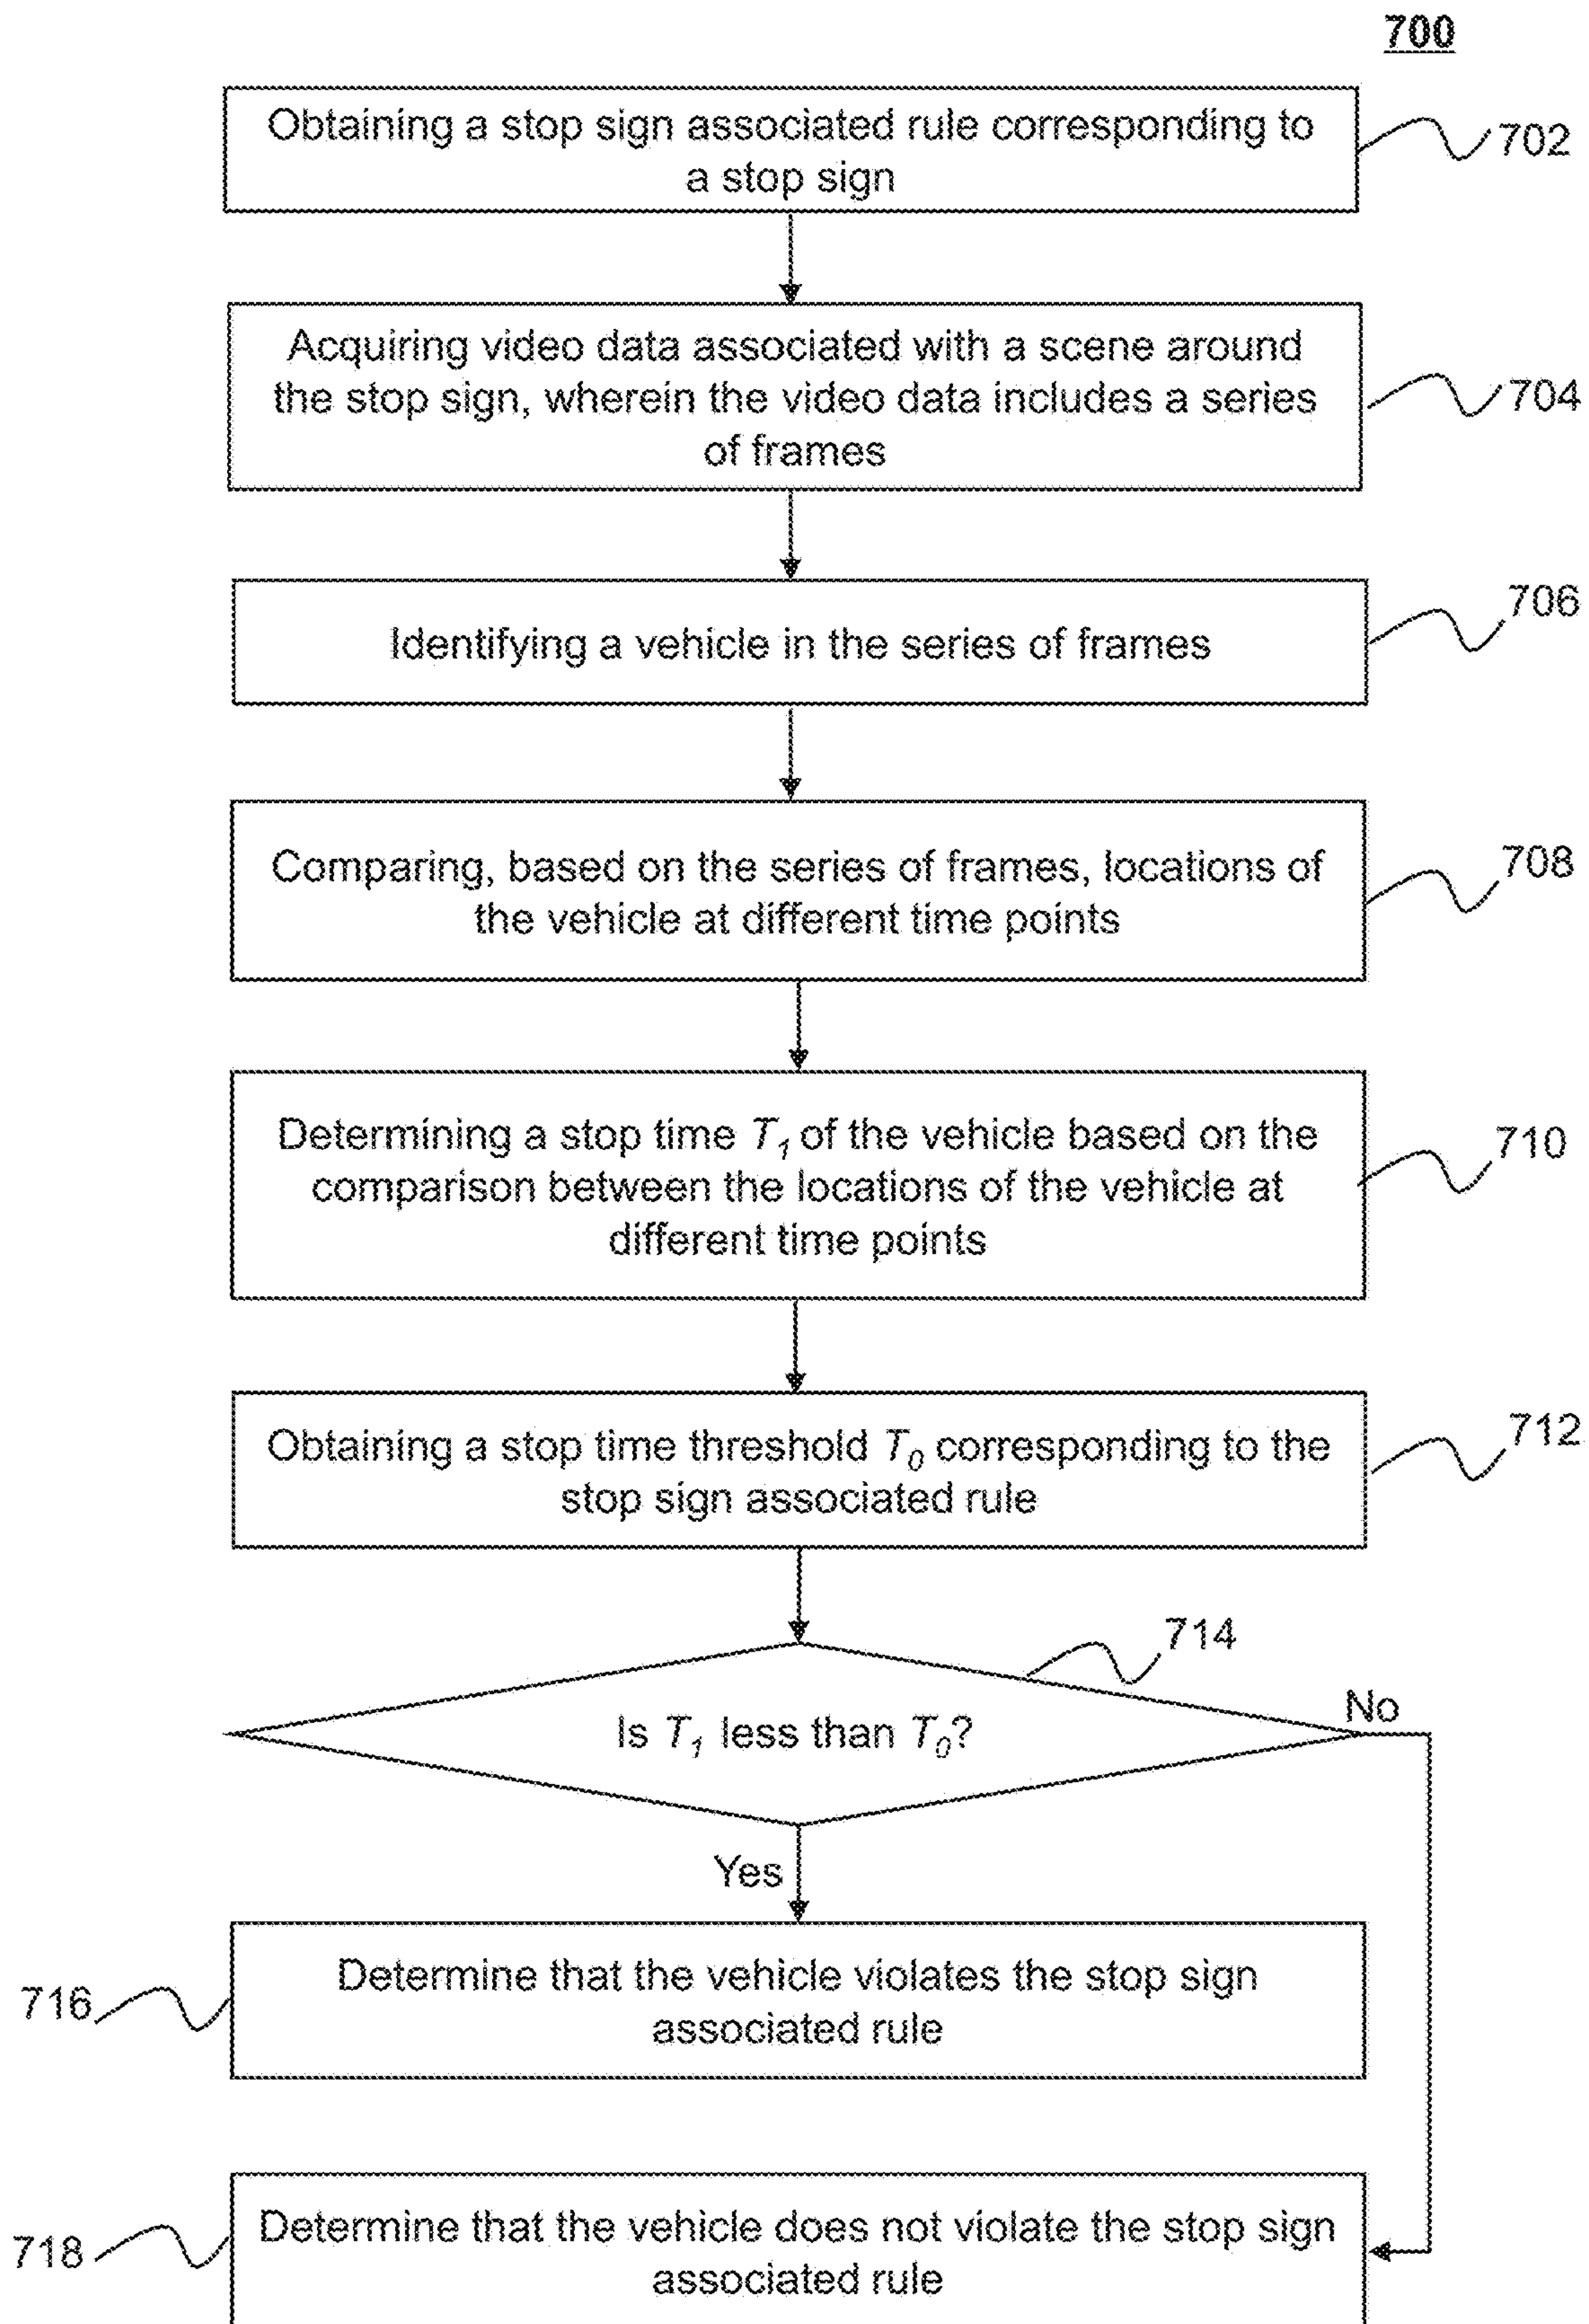 700
Obtaining a stop sign associated rule corresponding to
a stop sign
702
Acquiring video data associated with a scene around
the stop sign, wherein the video data includes a series
of frames
704
Identifying a vehicle in the series of frames
706
Comparing, based on the series of frames, locations of
the vehicle at different time points
708
Determining a stop time T1 of the vehicle based on the
comparison between the locations of the vehicle at
different time points
710
Obtaining a stop time threshold T0 corresponding to the
stop sign associated rule
712
714
Is T1 less than T0?
No
Yes
Determine that the vehicle violates the stop sign
associated rule
716
Determine that the vehicle does not violate the stop sign
associated rule
718